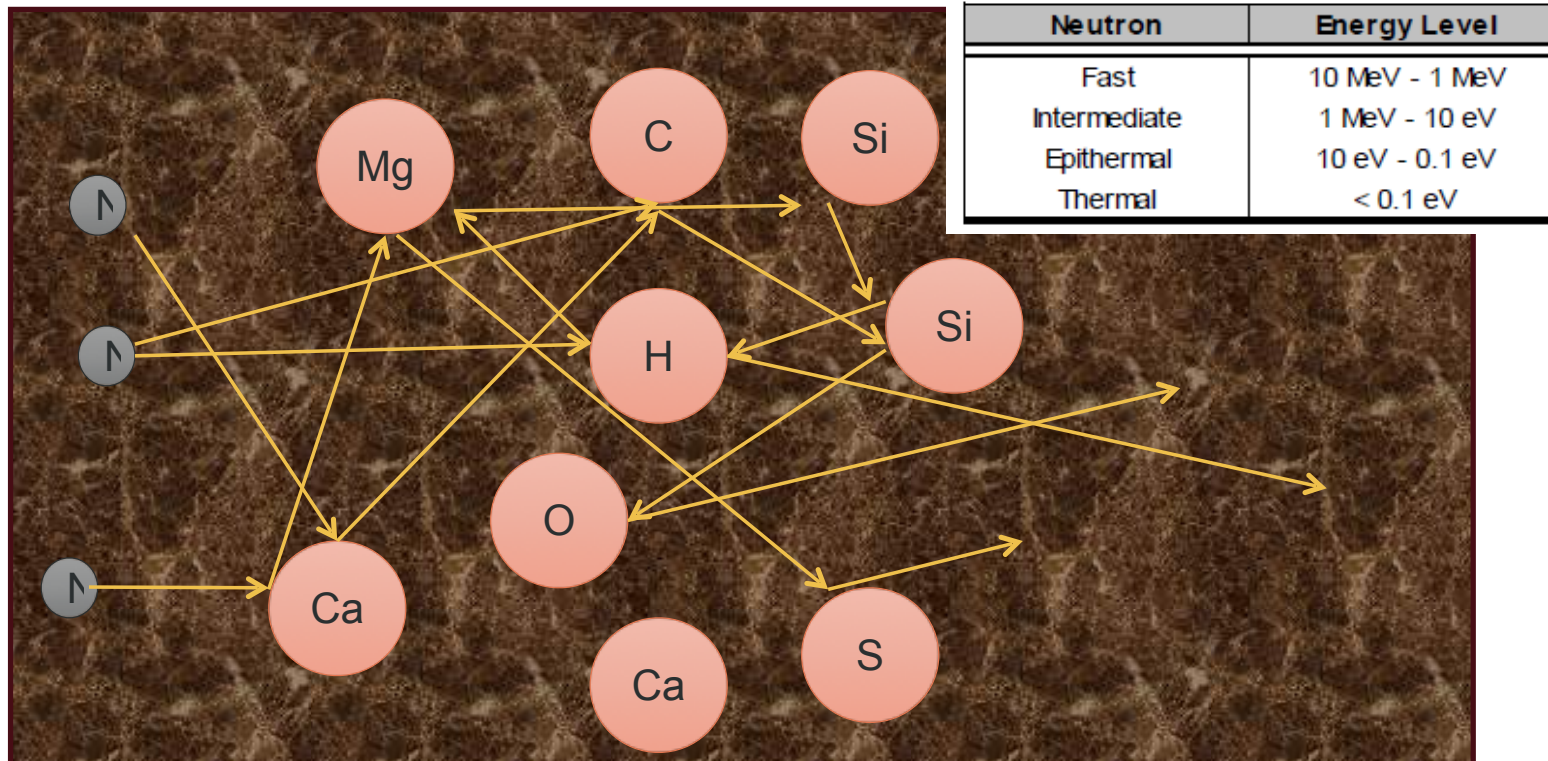 Neutron Energy Level
Fast 10 MeV - 1 MeV
Intermediate 1 MeV - 10 eV
Epithermal 10 eV - 0.1 eV
Thermal < 0.1 eV
Mg
C
Si
N
N
H
Si
O
N
Ca
Ca
S